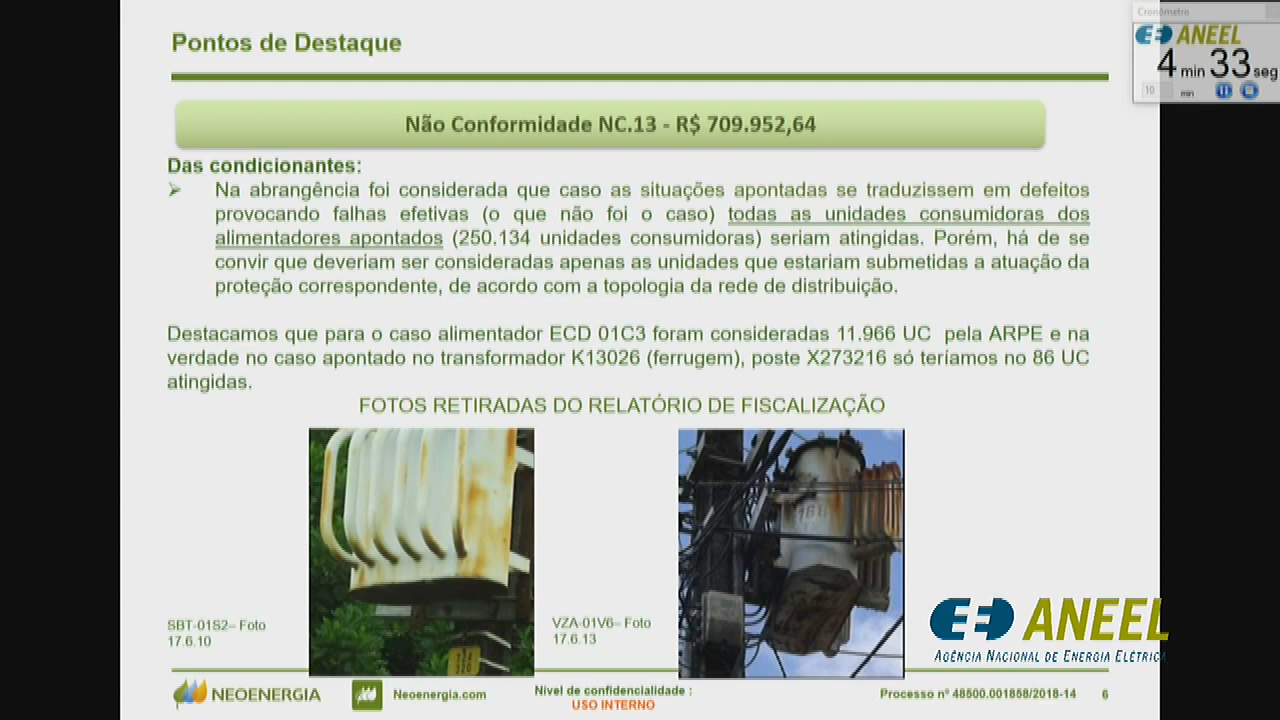 Pontos de Destaque
Cronômetro
ANEEL
4 min 33 seg
10 min
Não Conformidade NC.13 - R$ 709.952,64
Das condicionantes:
Na abrangência foi considerada que caso as situações apontadas se traduzissem em defeitos
provocando falhas efetivas (o que não foi o caso) todas as unidades consumidoras dos
alimentadores apontados (250.134 unidades consumidoras) seriam atingidas. Porém, há de se
convir que deveriam ser consideradas apenas as unidades que estariam submetidas a atuação da
proteção correspondente, de acordo com a topologia da rede de distribuição.
Destacamos que para o caso alimentador ECD 01C3 foram consideradas 11.966 UC pela ARPE e na
verdade no caso apontado no transformador K13026 (ferrugem), poste X273216 só teríamos no 86 UC
atingidas.
FOTOS RETIRADAS DO RELATÓRIO DE FISCALIZAÇÃO
SBT-01S2– Foto
17.6.10
VZA-01V6– Foto
17.6.13
ANEEL
AGÊNCIA NACIONAL DE ENERGIA ELÉTRICA
NEOENERGIA
Neoenergia.com
Nível de confidencialidade :
USO INTERNO
Processo nº 48500.001858/2018-14 6